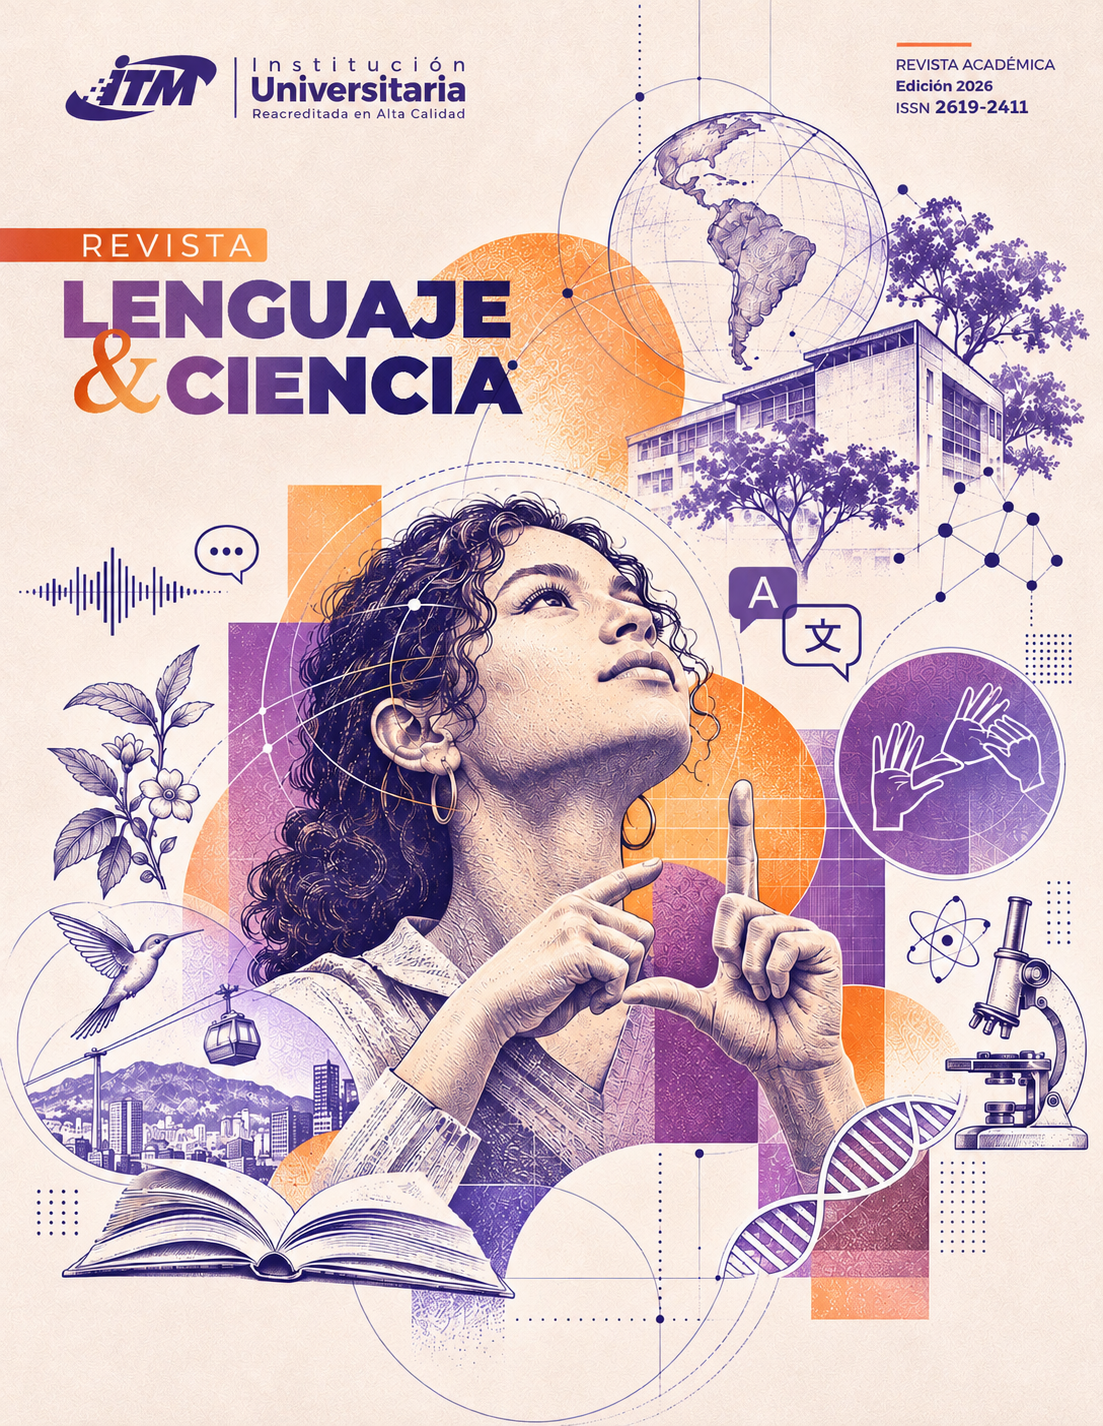 iTM
Institución
Universitaria
Reacreditada en Alta Calidad
REVISTA ACADÉMICA
Edición 2026
ISSN 2619-2411
REVISTA
LENGUAJE
& CIENCIA
A
文